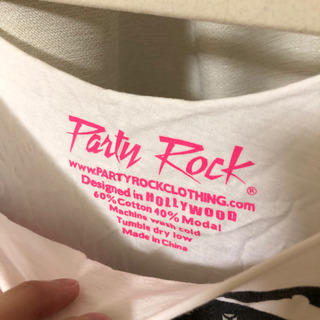 Party Rock
®
www.PARTYROCKCLOTHING.com
Designed in HOLLYWOOD
60%Cotton 40% Modal
Machine wash cold
Tumble dry low
Made in China